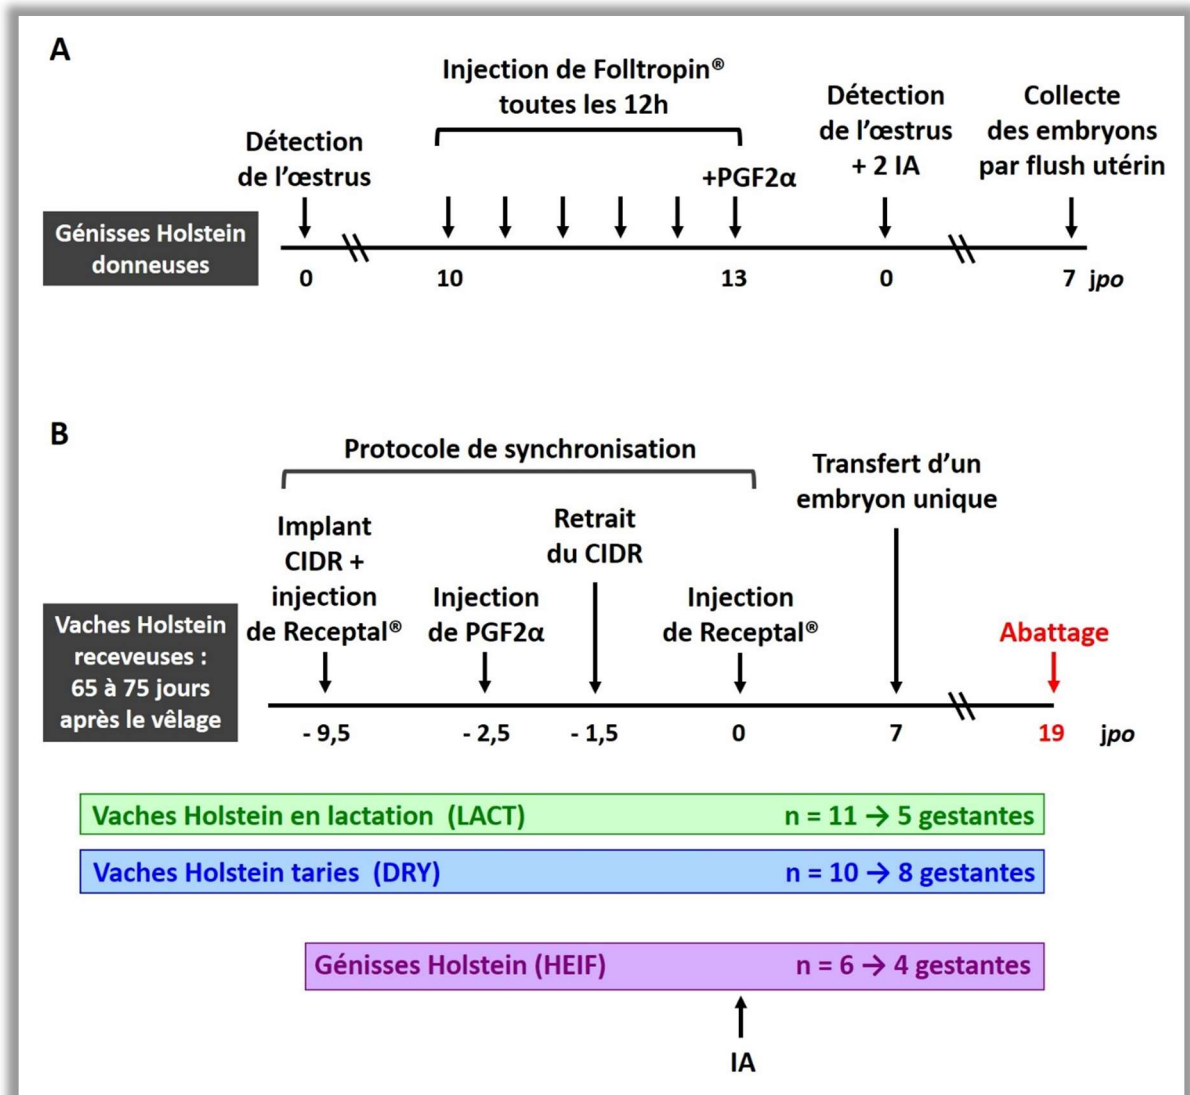 A
Injection de Folltropin®
toutes les 12h
Détection
de l'œstrus
+ 2 IA
Collecte
des embryons
par flush utérin
Détection
de l'œstrus
+PGF2α
Génisses Holstein
donneuses
0
10
13
0
7
jpo
B
Protocole de synchronisation
Transfert d'un
embryon unique
Retrait
du CIDR
Implant
CIDR +
injection
de Receptal®
Injection
de PGF2α
Injection
de Receptal®
Abattage
Vaches Holstein
receveuses :
65 à 75 jours
après le vêlage
- 9,5
- 2,5
- 1,5
0
7
19
jpo
Vaches Holstein en lactation (LACT) n = 11 → 5 gestantes
Vaches Holstein taries (DRY) n = 10 → 8 gestantes
Génisses Holstein (HEIF) n = 6 → 4 gestantes
IA